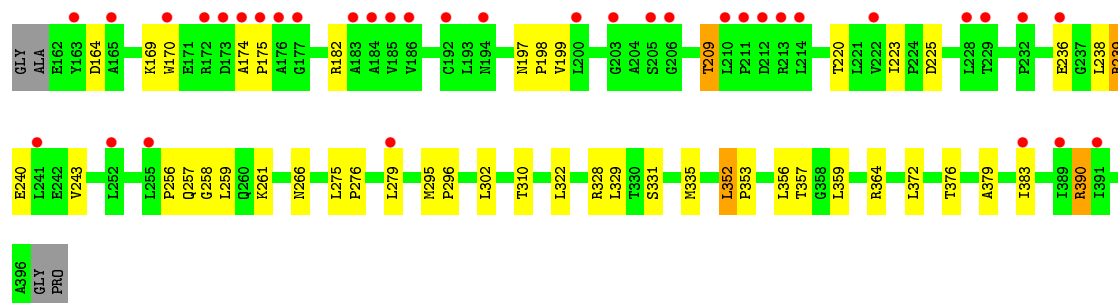 GLY ALA E162 Y163 D164 A165 K169 W170 E171 R172 D173 A174 P175 A176 G177 R182 A183 A184 V185 V186 C192 L193 N194 N197 P198 V199 L200 G203 A204 S205 G206 T209 L210 P211 D212 R213 L214 T220 L221 V222 I223 P224 D225 L228 T229 P232 E236 G237 L238
E240 L241 E242 V243 L252 L255 P256 Q257 G258 L259 Q260 K261 N266 L275 P276 L279 M295 P296 L302 T310 L322 R328 L329 T330 S331 M335 L352 P353 L356 T357 G358 L359 R364 L372 T376 A379 I383 I389 R390 I391
A396 GLY PRO